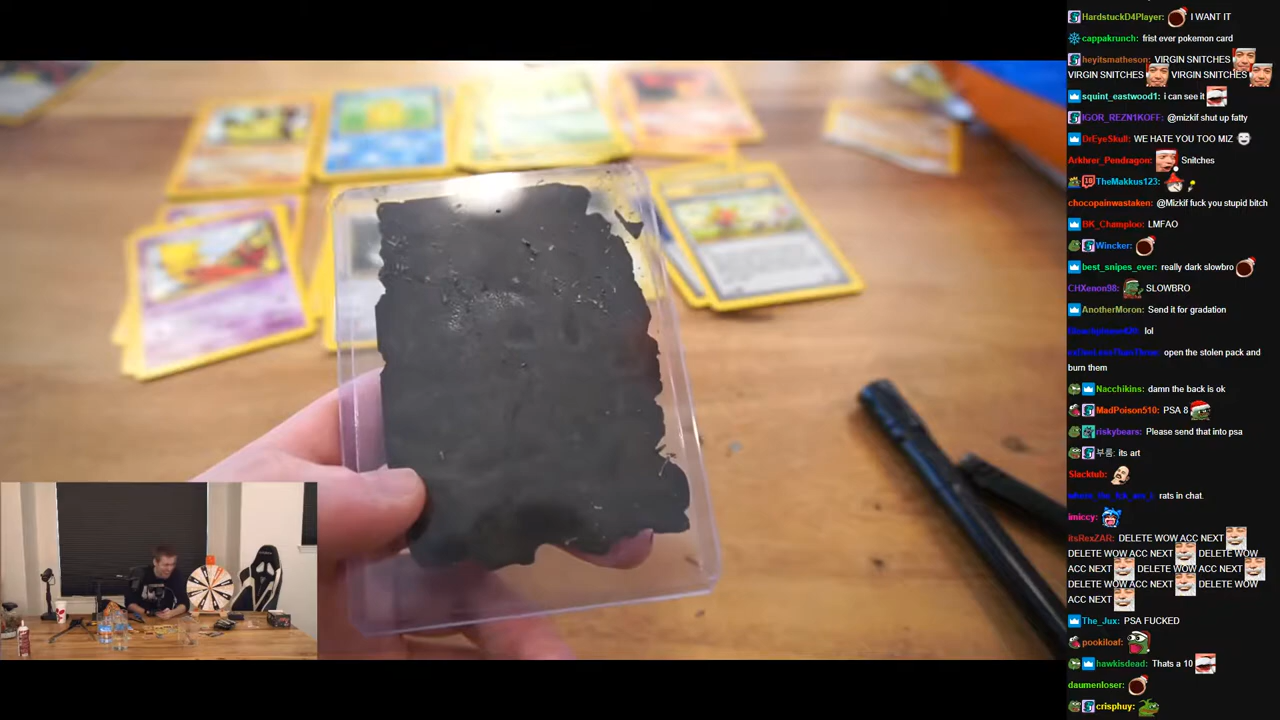 HardstuckD4Player: I WANT IT
cappakrunch: frist ever pokemon card
heyitsmatheson: VIRGIN SNITCHES
VIRGIN SNITCHES VIRGIN SNITCHES
squint_eastwood1: i can see it
IGOR_REZN1KOFF: @mizkif shut up fatty
DrEyeSkull: WE HATE YOU TOO MIZ
Arkhrer_Pendragon: Snitches
TheMakkus123:
chocopainwastaken: @Mizkif fuck you stupid bitch
BK_Champloo: LMFAO
Wincker:
best_snipes_ever: really dark slowbro
CHXenon98: SLOWBRO
AnotherMoron: Send it for gradation
lol
open the stolen pack and
burn them
Nacchikins: damn the back is ok
MadPoison510: PSA 8
riskybears: Please send that into psa
부릉: its art
Slacktub:
rats in chat.
imiccy:
itsRexZAR: DELETE WOW ACC NEXT
DELETE WOW ACC NEXT DELETE WOW
ACC NEXT DELETE WOW ACC NEXT
DELETE WOW ACC NEXT DELETE WOW
ACC NEXT
The_Jux: PSA FUCKED
pookiloaf:
hawkisdead: Thats a 10
daumenloser:
crisphuy: